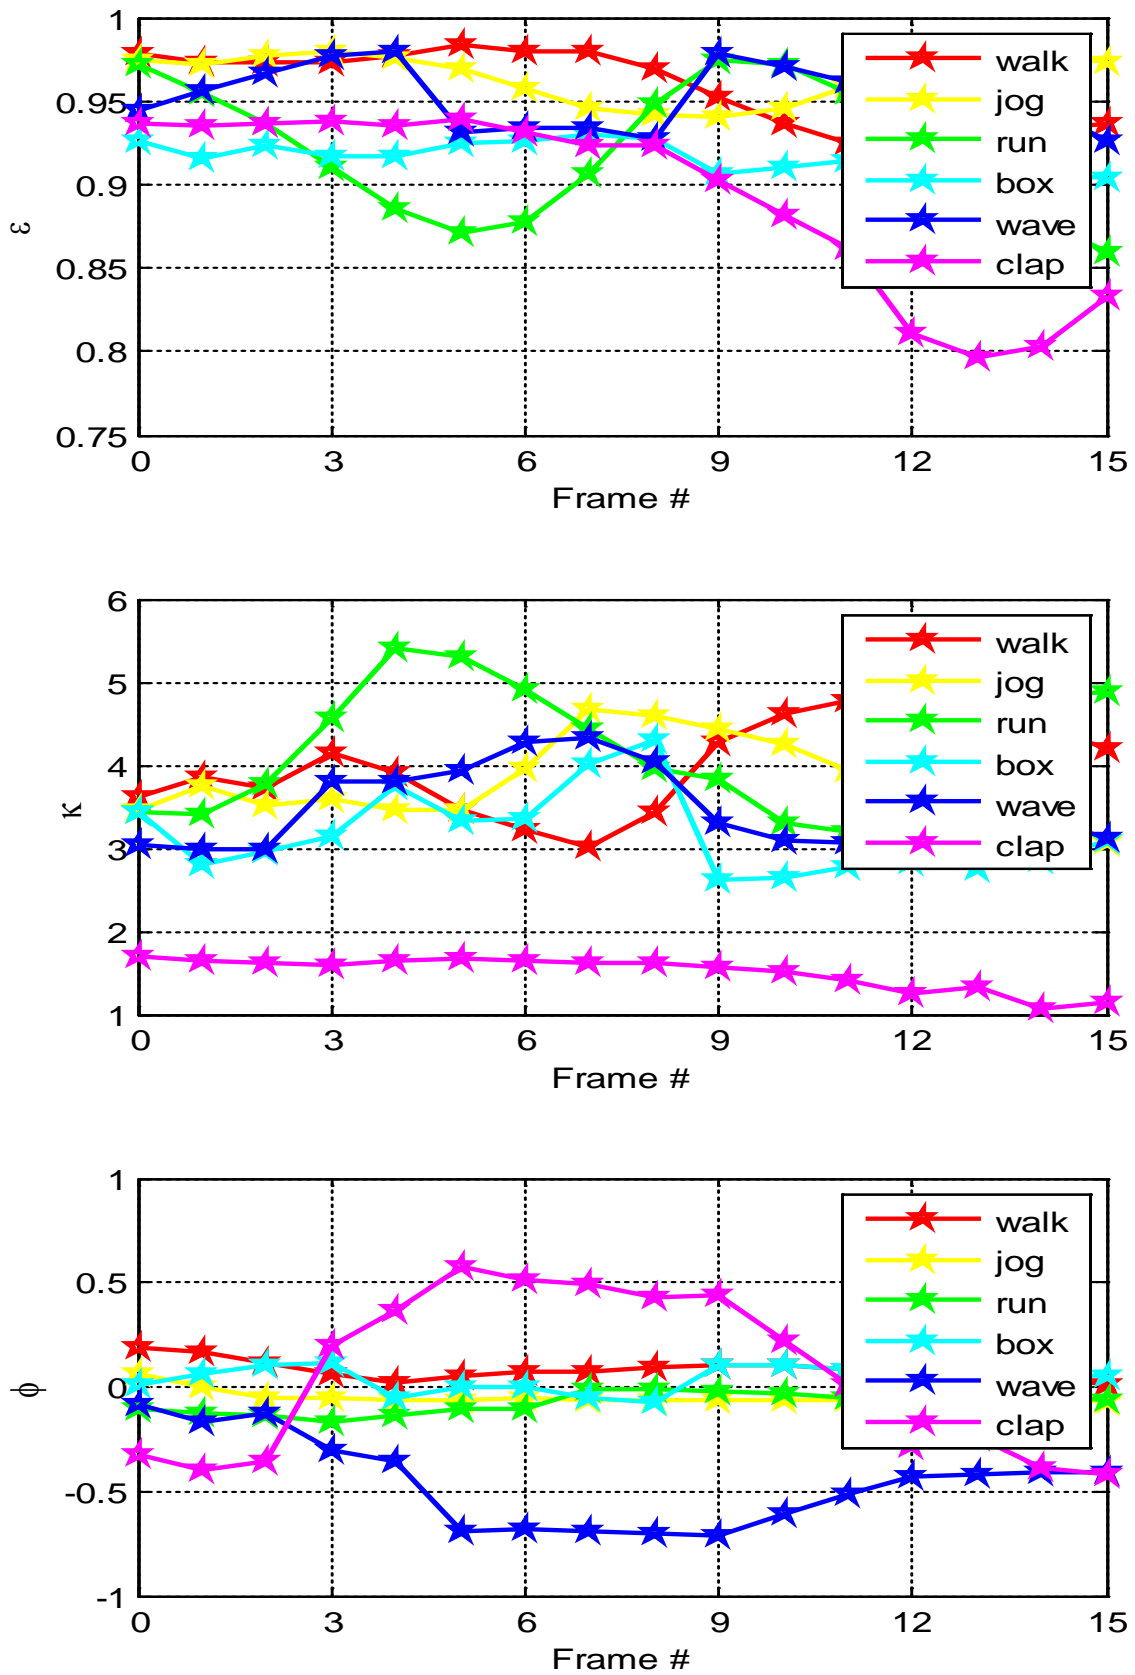 1
0.95
0.9
0.85
0.8
0.75
ε
0 3 6 9 12 15
Frame #
walk
jog
run
box
wave
clap
6
5
4
3
2
1
κ
0 3 6 9 12 15
Frame #
walk
jog
run
box
wave
clap
1
0.5
0
-0.5
-1
ϕ
0 3 6 9 12 15
Frame #
walk
jog
run
box
wave
clap